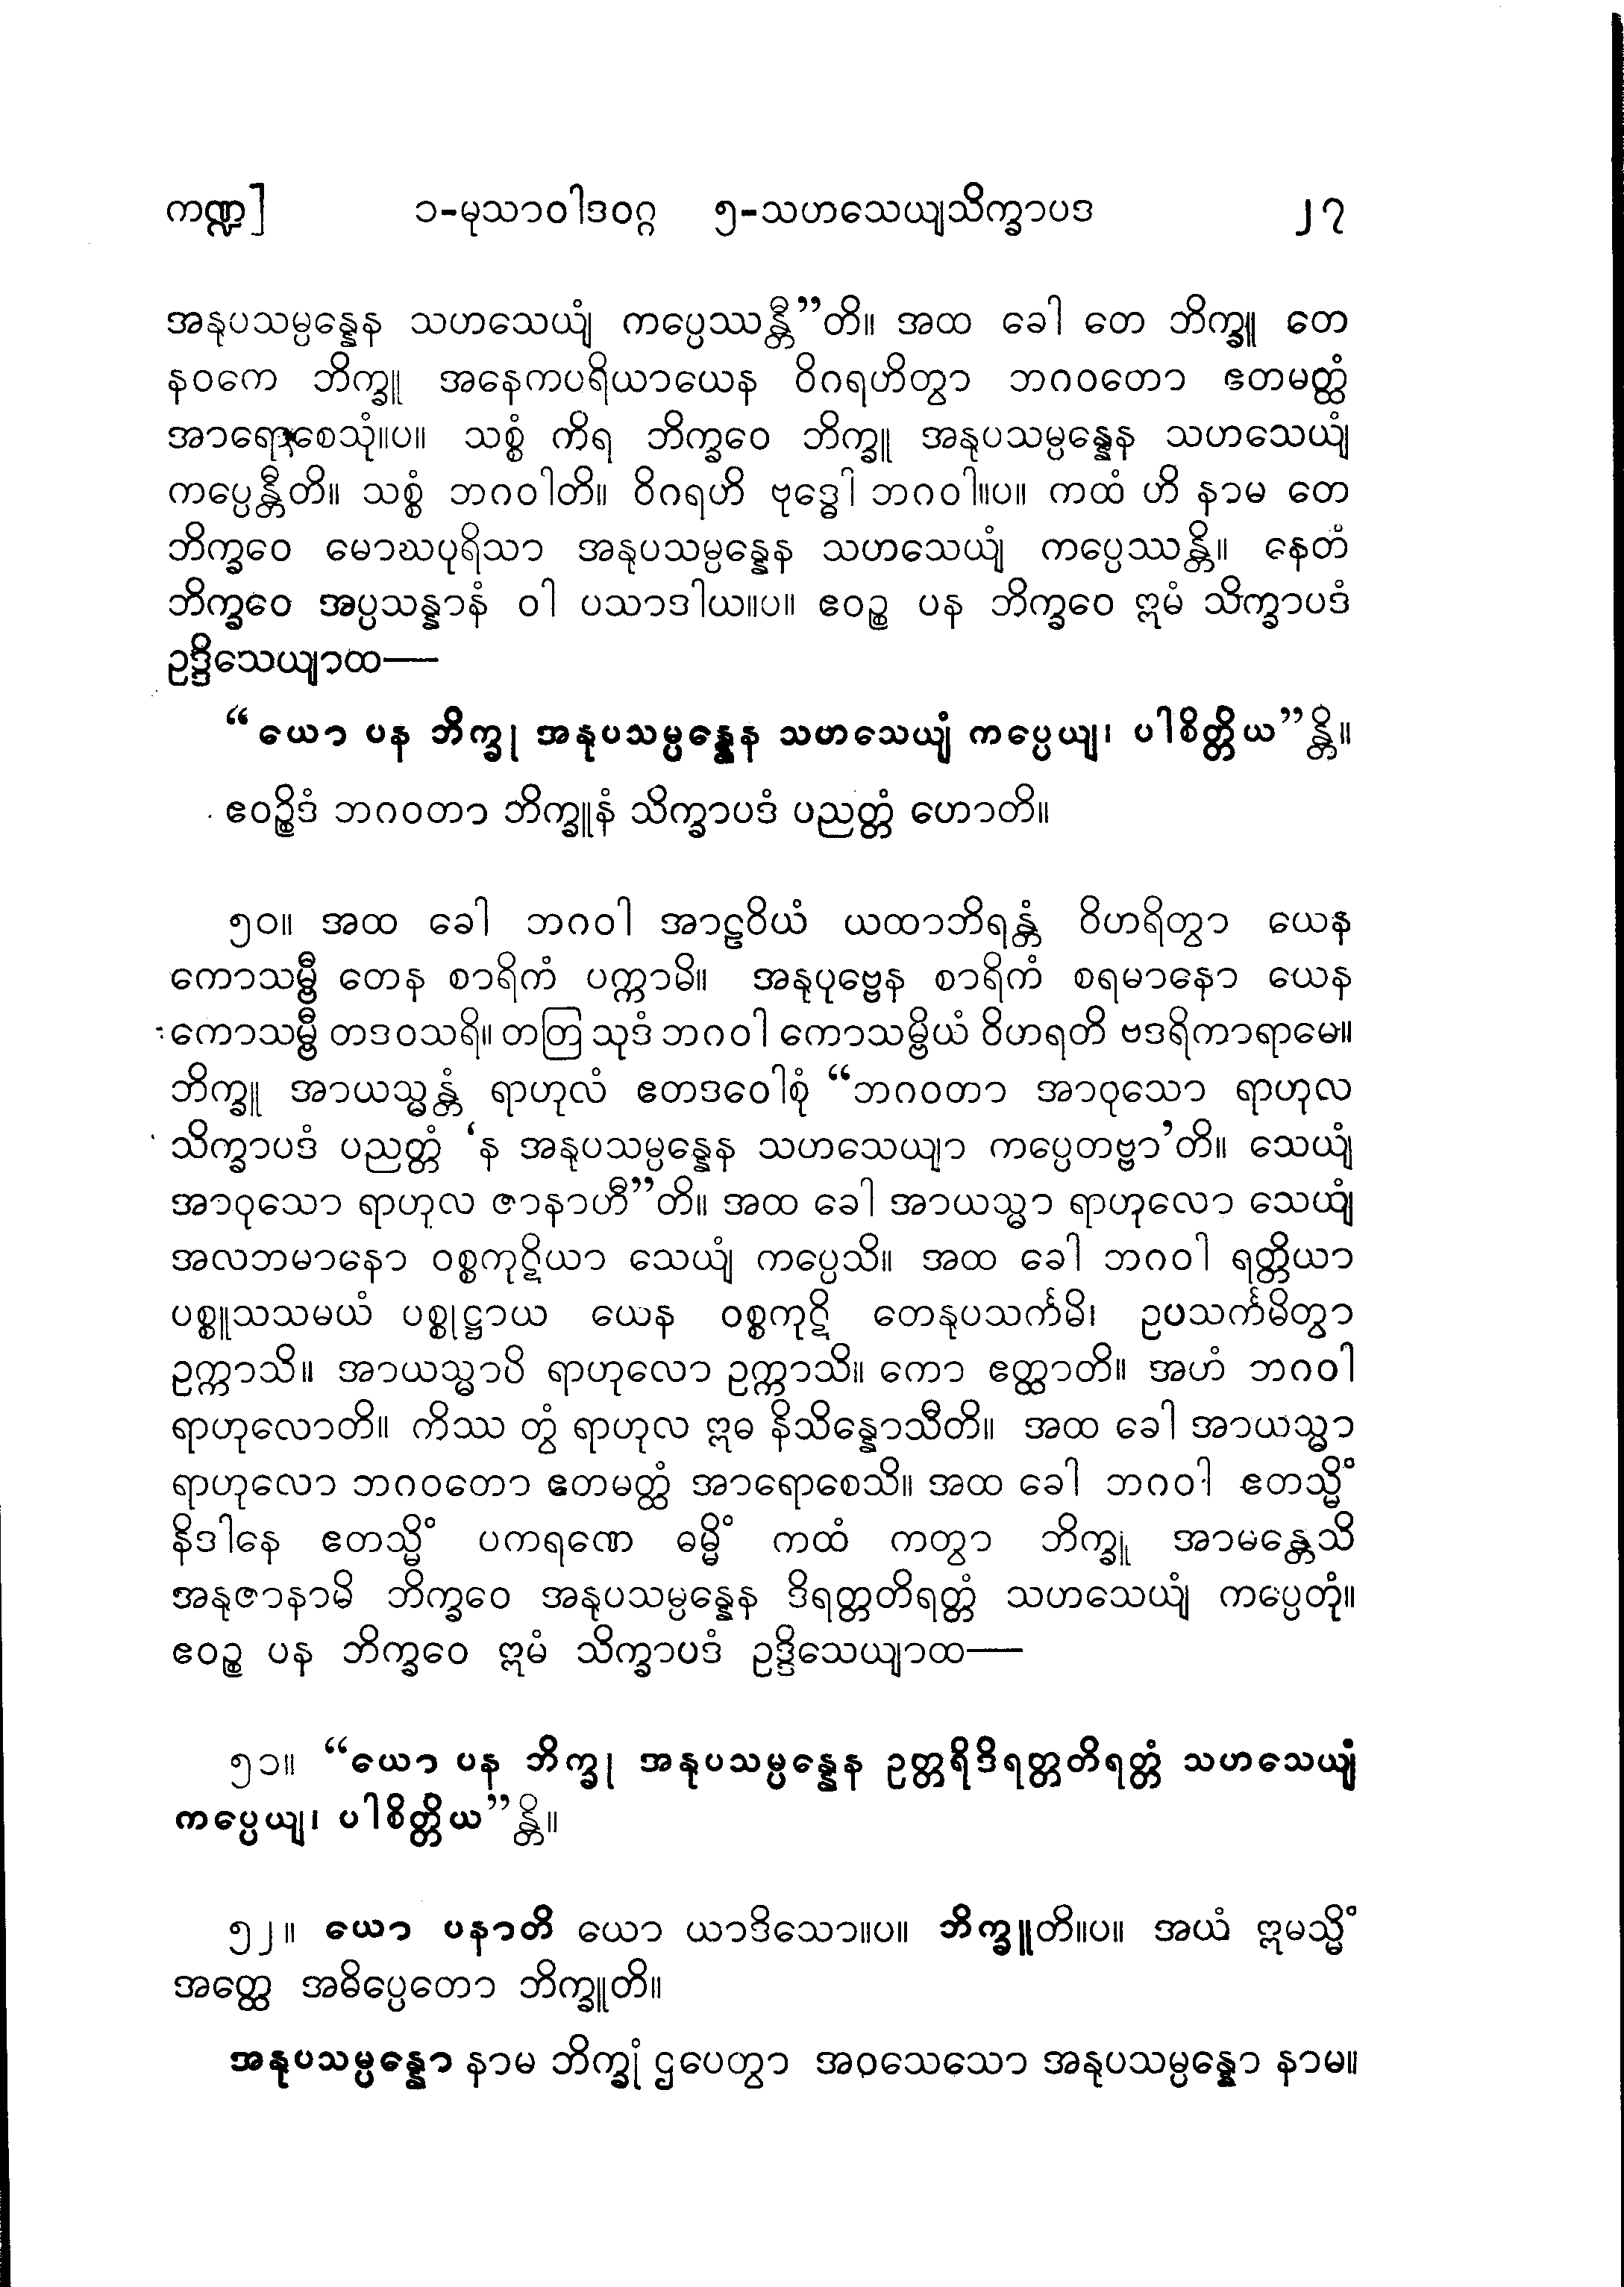 ကဏ္ဍ] ၁-မုသာဝါဒဝဂ္ဂ ၅-သဟသေယျသိက္ခာပဒ ၂၇
အနုပသမ္ပန္နေန သဟသေယျံ ကပ္ပေဿန္တီ”တိ။ အထ ခေါ တေ ဘိက္ခူ တေ
နဝကေ ဘိက္ခူ အနေကပရိယာယေန ဝိဂရဟိတွာ ဘဂဝတော ဧတမတ္ထံ
အာရောစေသုံ။ပ။ သစ္စံ ကိရ ဘိက္ခဝေ ဘိက္ခူ အနုပသမ္ပန္နေန သဟသေယျံ
ကပ္ပေန္တီတိ။ သစ္စံ ဘဂဝါတိ။ ဝိဂရဟိ ဗုဒ္ဓေါ ဘဂဝါ။ပ။ ကထံ ဟိ နာမ တေ
ဘိက္ခဝေ မောဃပုရိသာ အနုပသမ္ပန္နေန သဟသေယျံ ကပ္ပေဿန္တိ။ နေတံ
ဘိက္ခဝေ အပ္ပသန္နာနံ ဝါ ပသာဒါယ။ပ။ ဧဝဉ္စ ပန ဘိက္ခဝေ ဣမံ သိက္ခာပဒံ
ဥဒ္ဒိသေယျာထ—
“ယော ပန ဘိက္ခု အနုပသမ္ပန္နေန သဟသေယျံ ကပ္ပေယျ၊ ပါစိတ္တိယ”န္တိ။
ဧဝဉ္စိဒံ ဘဂဝတာ ဘိက္ခူနံ သိက္ခာပဒံ ပညတ္တံ ဟောတိ။
၅၀။ အထ ခေါ ဘဂဝါ အာဠဝိယံ ယထာဘိရန္တံ ဝိဟရိတွာ ယေန
ကောသမ္ဗီ တေန စာရိကံ ပက္ကာမိ။ အနုပုဗ္ဗေန စာရိကံ စရမာနော ယေန
ကောသမ္ဗီ တဒဝသရိ။ တတြ သုဒံ ဘဂဝါ ကောသမ္ဗိယံ ဝိဟရတိ ဗဒရိကာရာမေ။
ဘိက္ခူ အာယသ္မန္တံ ရာဟုလံ ဧတဒဝေါစုံ “ဘဂဝတာ အာဝုသော ရာဟုလ
သိက္ခာပဒံ ပညတ္တံ ‘န အနုပသမ္ပန္နေန သဟသေယျာ ကပ္ပေတဗ္ဗာ’တိ။ သေယျံ
အာဝုသော ရာဟုလ ဇာနာဟီ”တိ။ အထ ခေါ အာယသ္မာ ရာဟုလော သေယျံ
အလဘမာနော ဝစ္စကုဋိယာ သေယျံ ကပ္ပေသိ။ အထ ခေါ ဘဂဝါ ရတ္တိယာ
ပစ္စူသသမယံ ပစ္စုဋ္ဌာယ ယေန ဝစ္စကုဋိ တေနုပသင်္ကမိ၊ ဥပသင်္ကမိတွာ
ဥက္ကာသိ။ အာယသ္မာပိ ရာဟုလော ဥက္ကာသိ။ ကော ဧတ္ထာတိ။ အဟံ ဘဂဝါ
ရာဟုလောတိ။ ကိဿ တွံ ရာဟုလ ဣဓ နိသိန္နောသီတိ။ အထ ခေါ အာယသ္မာ
ရာဟုလော ဘဂဝတော ဧတမတ္ထံ အာရောစေသိ။ အထ ခေါ ဘဂဝါ ဧတသ္မိံ
နိဒါနေ ဧတသ္မိံ ပကရဏေ ဓမ္မိံ ကထံ ကတွာ ဘိက္ခူ အာမန္တေသိ
အနုဇာနာမိ ဘိက္ခဝေ အနုပသမ္ပန္နေန ဒိရတ္တတိရတ္တံ သဟသေယျံ ကပ္ပေတုံ။
ဧဝဉ္စ ပန ဘိက္ခဝေ ဣမံ သိက္ခာပဒံ ဥဒ္ဒိသေယျာထ—
၅၁။ “ယော ပန ဘိက္ခု အနုပသမ္ပန္နေန ဥတ္တရိဒိရတ္တတိရတ္တံ သဟသေယျံ
ကပ္ပေယျ၊ ပါစိတ္တိယ”န္တိ။
၅၂။ ယော ပနာတိ ယော ယာဒိသော။ပ။ ဘိက္ခူတိ။ပ။ အယံ ဣမသ္မိံ
အတ္ထေ အဓိပ္ပေတော ဘိက္ခူတိ။
အနုပသမ္ပန္နော နာမ ဘိက္ခုံ ဌပေတွာ အဝသေသော အနုပသမ္ပန္နော နာမ။